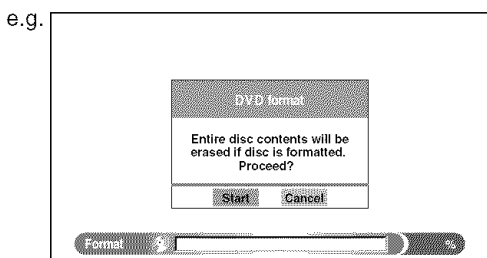 e.g.
DVD format
Entire disc contents will be
erased if disc is formatted.
Proceed?
Start Cancel
Format %